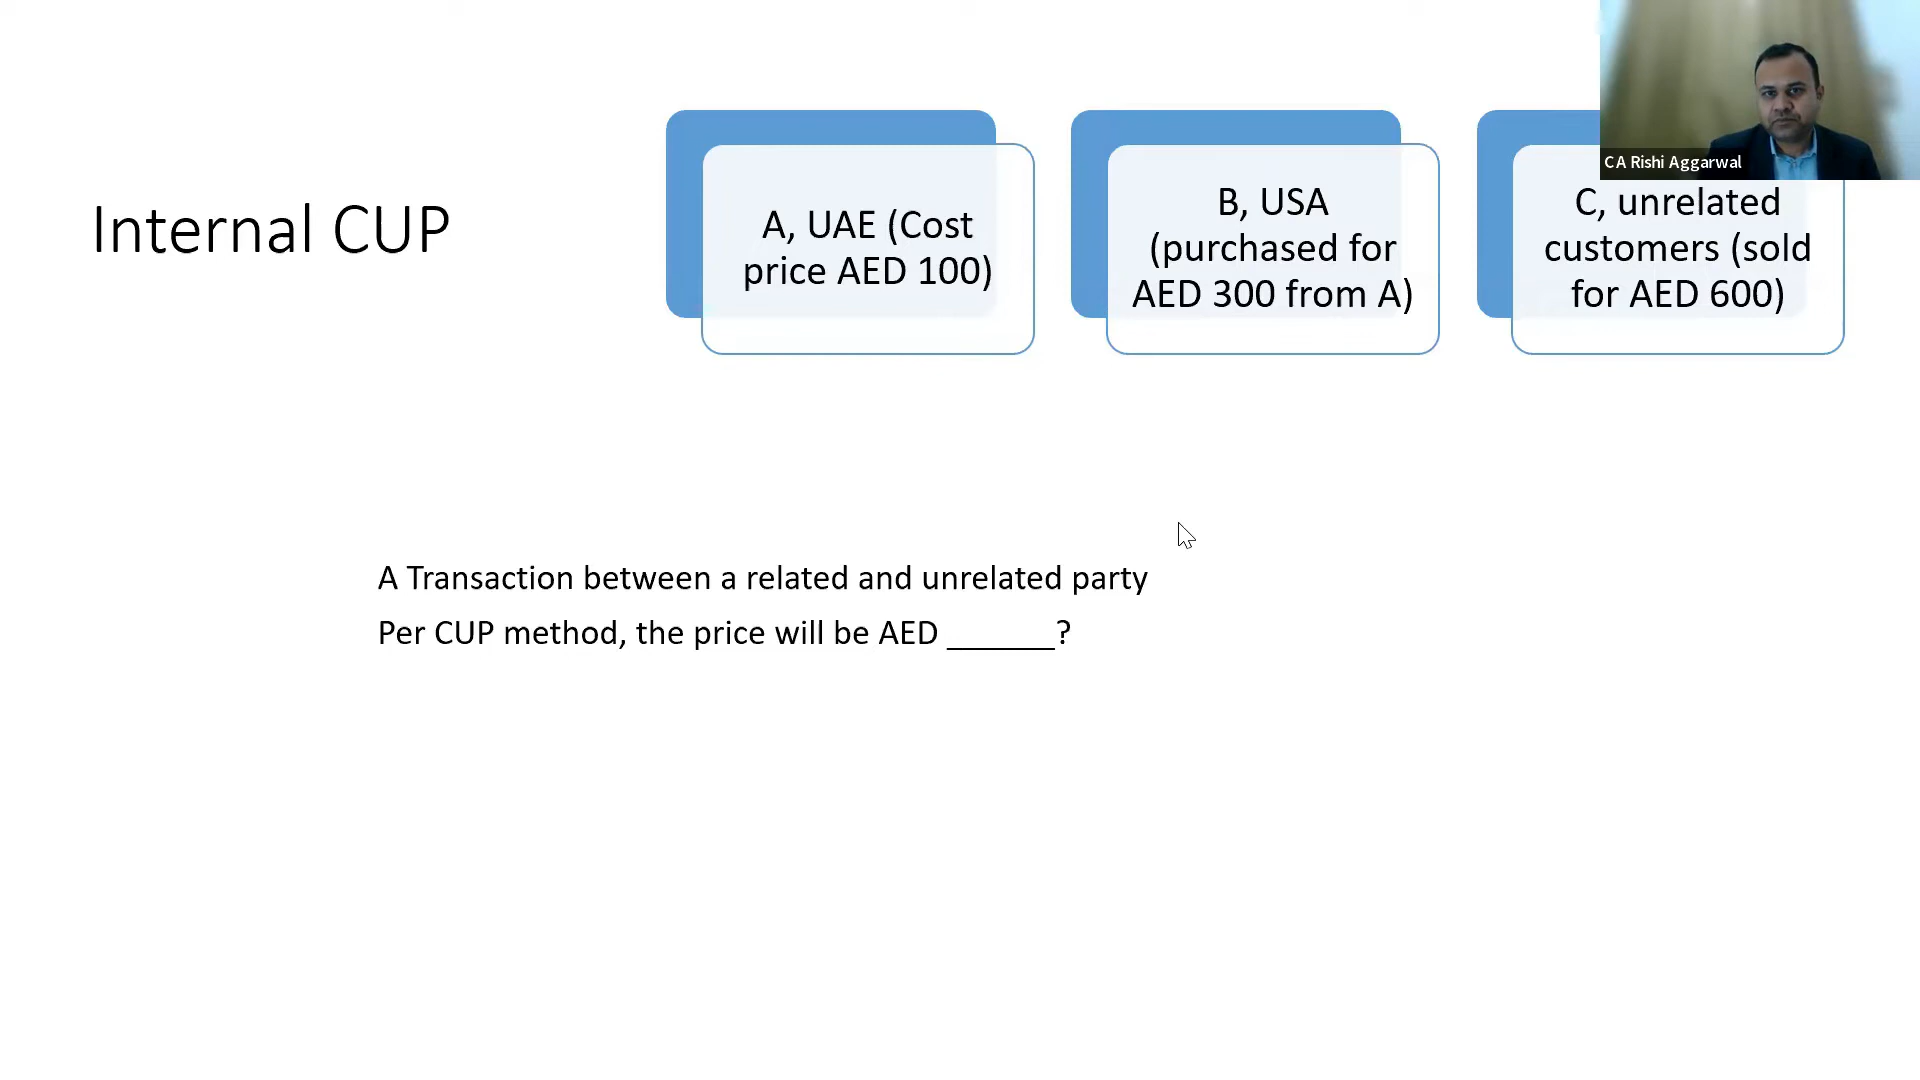 Internal CUP
A, UAE (Cost
price AED 100)
B, USA
(purchased for
AED 300 from A)
C, unrelated
customers (sold
for AED 600)
CA Rishi Aggarwal
A Transaction between a related and unrelated party
Per CUP method, the price will be AED ______?